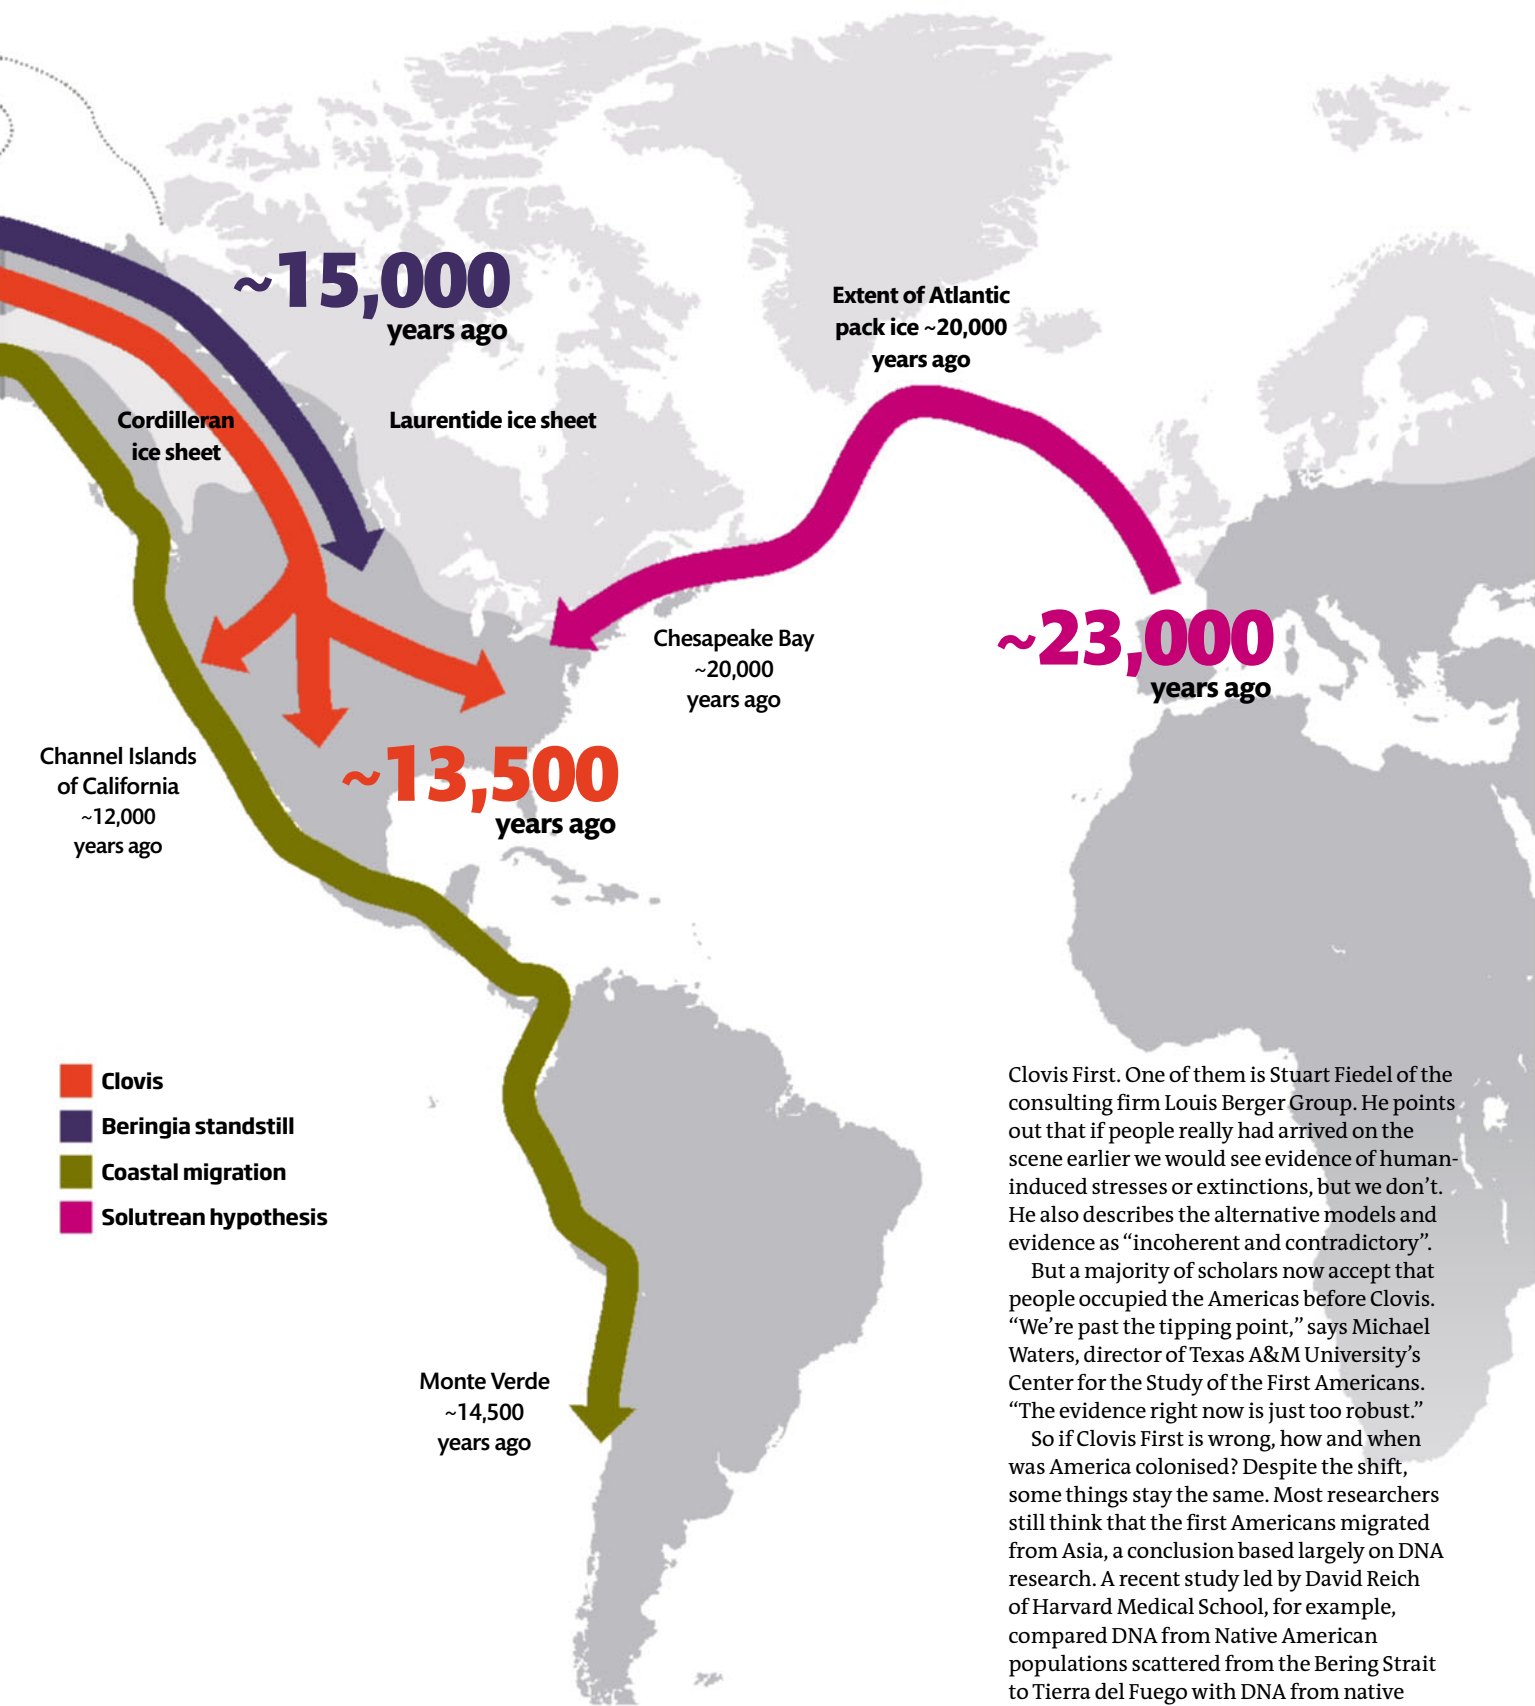 ~15,000
years ago
Extent of Atlantic
pack ice ~20,000
years ago
Cordilleran
ice sheet
Laurentide ice sheet
~23,000
years ago
Chesapeake Bay
~20,000
years ago
Channel Islands
of California
~12,000
years ago
~13,500
years ago
Clovis
Beringia standstill
Coastal migration
Solutrean hypothesis
Monte Verde
~14,500
years ago
Clovis First. One of them is Stuart Fiedel of the
consulting firm Louis Berger Group. He points
out that if people really had arrived on the
scene earlier we would see evidence of human-
induced stresses or extinctions, but we don’t.
He also describes the alternative models and
evidence as “incoherent and contradictory”.
But a majority of scholars now accept that
people occupied the Americas before Clovis.
“We’re past the tipping point,” says Michael
Waters, director of Texas A&M University’s
Center for the Study of the First Americans.
“The evidence right now is just too robust.”
So if Clovis First is wrong, how and when
was America colonised? Despite the shift,
some things stay the same. Most researchers
still think that the first Americans migrated
from Asia, a conclusion based largely on DNA
research. A recent study led by David Reich
of Harvard Medical School, for example,
compared DNA from Native American
populations scattered from the Bering Strait
to Tierra del Fuego with DNA from native